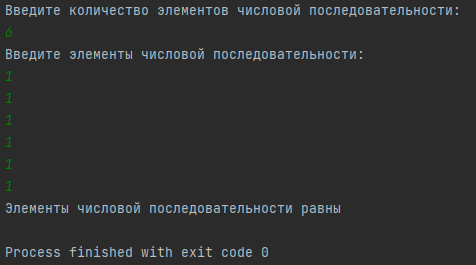 Введите количество элементов числовой последовательности:
6
Введите элементы числовой последовательности:
1
1
1
1
1
1
Элементы числовой последовательности равны
Process finished with exit code 0